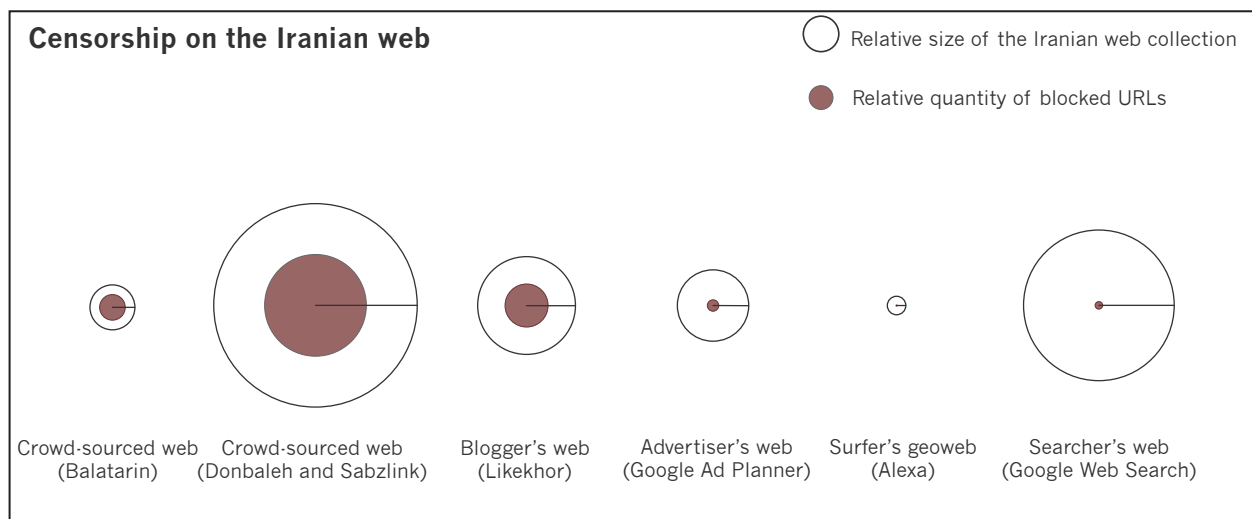 Censorship on the Iranian web
Relative size of the Iranian web collection
Relative quantity of blocked URLs
Crowd-sourced web
(Balatarin)
Crowd-sourced web
(Donbaleh and Sabzlink)
Blogger's web
(Likekhor)
Advertiser's web
(Google Ad Planner)
Surfer's geoweb
(Alexa)
Searcher's web
(Google Web Search)